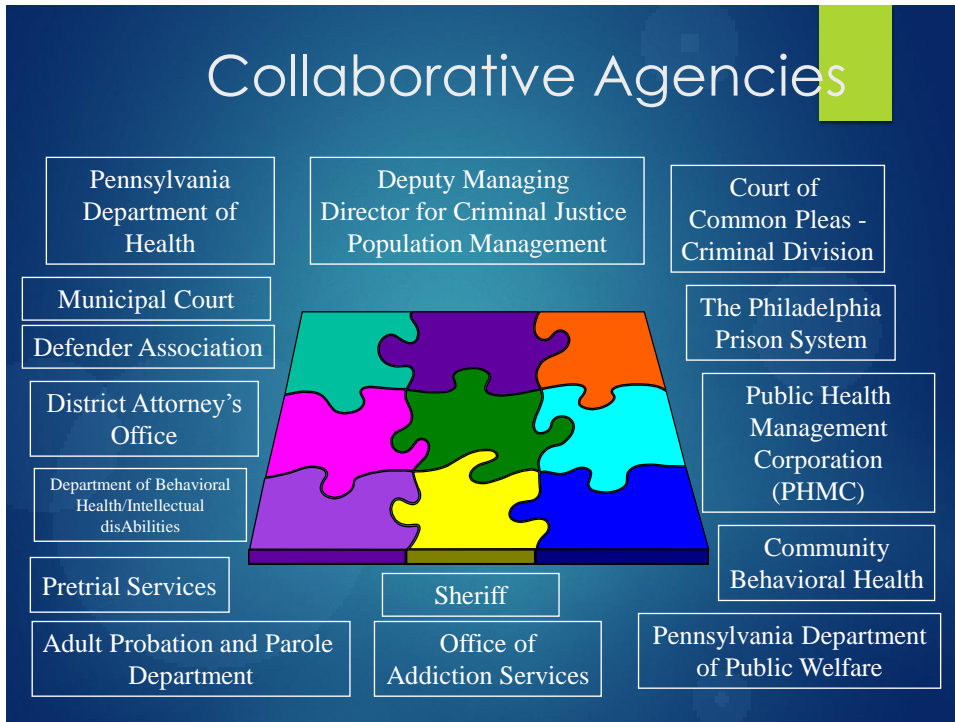 Collaborative Agencies
Pennsylvania
Department of
Health
Deputy Managing
Director for Criminal Justice
Population Management
Court of
Common Pleas -
Criminal Division
Municipal Court
Defender Association
District Attorney's
Office
Department of Behavioral
Health/Intellectual
disAbilities
Pretrial Services
Adult Probation and Parole
Department
Sheriff
Office of
Addiction Services
The Philadelphia
Prison System
Public Health
Management
Corporation
(PHMC)
Community
Behavioral Health
Pennsylvania Department
of Public Welfare